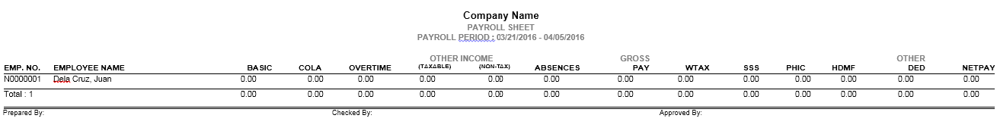 Company Name
PAYROLL SHEET
PAYROLL PERIOD : 03/21/2016 - 04/05/2016
OTHER INCOME GROSS OTHER
EMP. NO. EMPLOYEE NAME BASIC COLA OVERTIME (TAXABLE) (NON-TAX) ABSENCES PAY WTAX SSS PHIC HDMF DED NETPAY
N0000001 Dela Cruz, Juan 0.00 0.00 0.00 0.00 0.00 0.00 0.00 0.00 0.00 0.00 0.00 0.00 0.00
Total : 1 0.00 0.00 0.00 0.00 0.00 0.00 0.00 0.00 0.00 0.00 0.00 0.00 0.00
Prepared By: Checked By: Approved By: